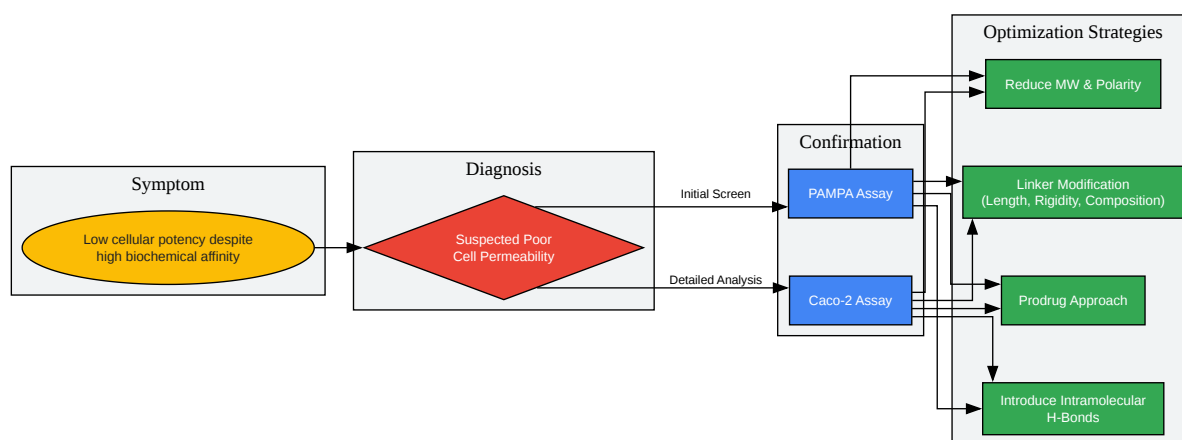 Symptom
Low cellular potency despite
high biochemical affinity
Diagnosis
Suspected Poor
Cell Permeability
Initial Screen
Detailed Analysis
Confirmation
PAMPA Assay
Caco-2 Assay
Optimization Strategies
Reduce MW & Polarity
Linker Modification
(Length, Rigidity, Composition)
Prodrug Approach
Introduce Intramolecular
H-Bonds